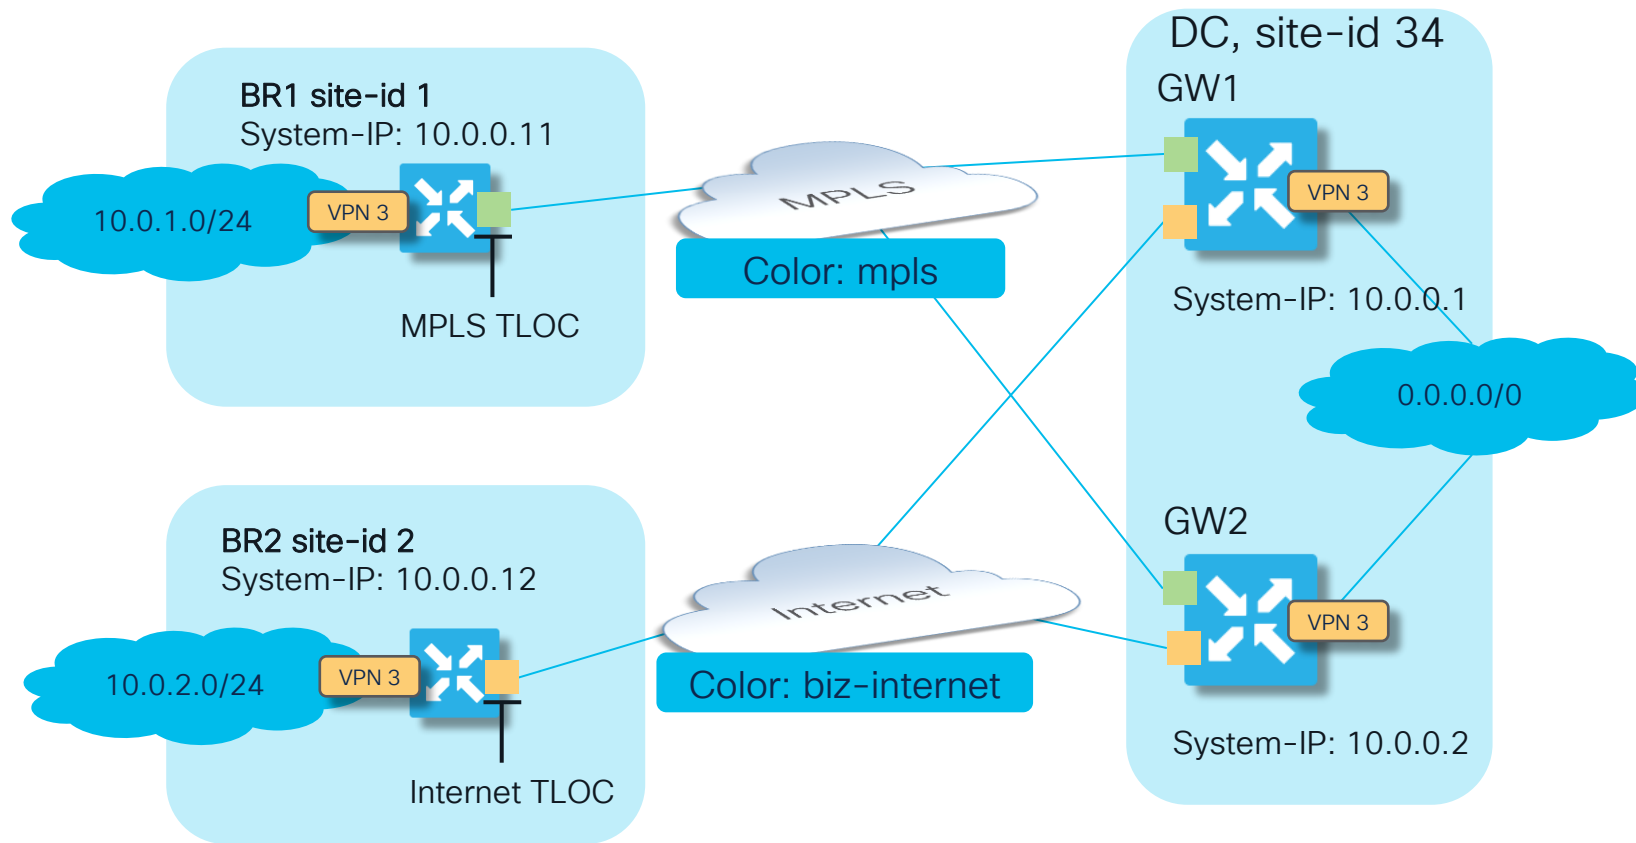 DC, site-id 34
GW1
BR1 site-id 1
System-IP: 10.0.0.11
10.0.1.0/24
VPN 3
MPLS TLOC
MPLS
Color: mpls
VPN 3
System-IP: 10.0.0.1
0.0.0.0/0
BR2 site-id 2
System-IP: 10.0.0.12
10.0.2.0/24
VPN 3
Internet TLOC
Internet
Color: biz-internet
GW2
VPN 3
System-IP: 10.0.0.2